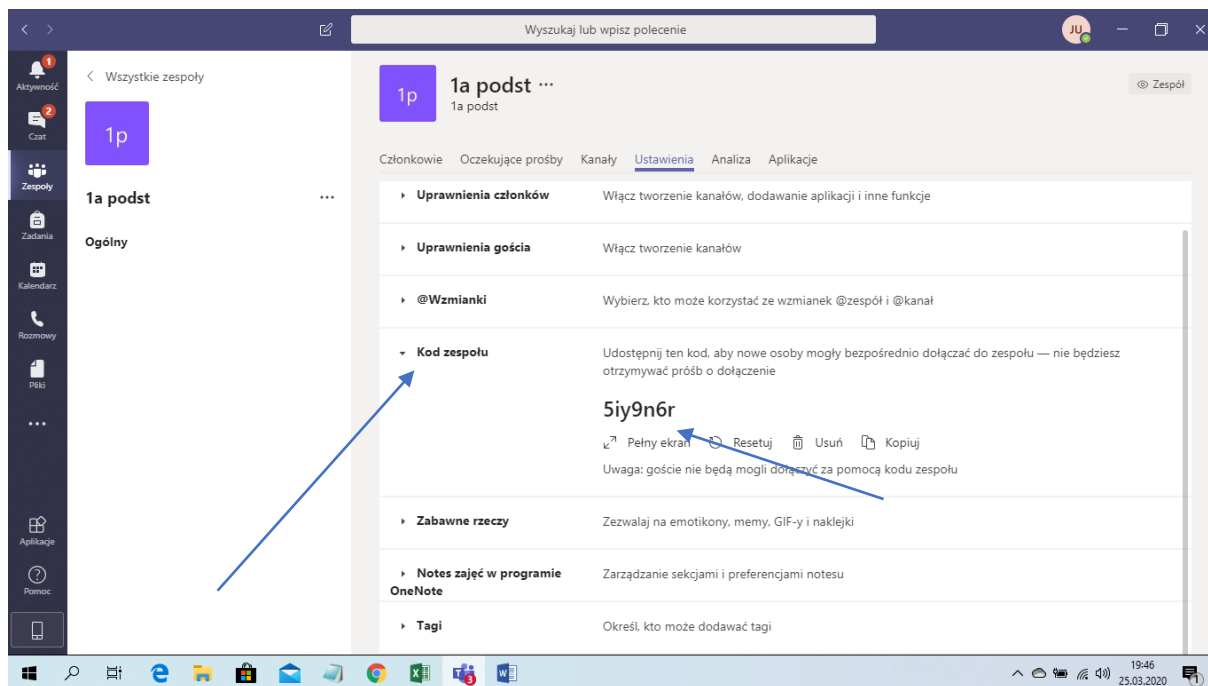 Wyszukaj lub wpisz polecenie
JU
1
Aktywność
2
Czat
Zespoły
Zadania
Kalendarz
Rozmowy
Pliki
Aplikacje
Pomoc
Wszystkie zespoły
1p
1a podst
Ogólny
1p
1a podst
1a podst
Zespół
Członkowie Oczekujące prośby Kanały Ustawienia Analiza Aplikacje
Uprawnienia członków Włącz tworzenie kanałów, dodawanie aplikacji i inne funkcje
Uprawnienia gościa Włącz tworzenie kanałów
@Wzmianki Wybierz, kto może korzystać ze wzmianek @zespół i @kanał
Kod zespołu Udostępnij ten kod, aby nowe osoby mogły bezpośrednio dołączać do zespołu — nie będziesz
otrzymywać próśb o dołączenie
5iy9n6r
Pełny ekran Resetuj Usuń Kopiuj
Uwaga: goście nie będą mogli dołączyć za pomocą kodu zespołu
Zabawne rzeczy Zezwalaj na emotikony, memy, GIF-y i naklejki
Notes zajęć w programie Zarządzanie sekcjami i preferencjami notesu
OneNote
Tagi Określ, kto może dodawać tagi
3
19:46
25.03.2020
1